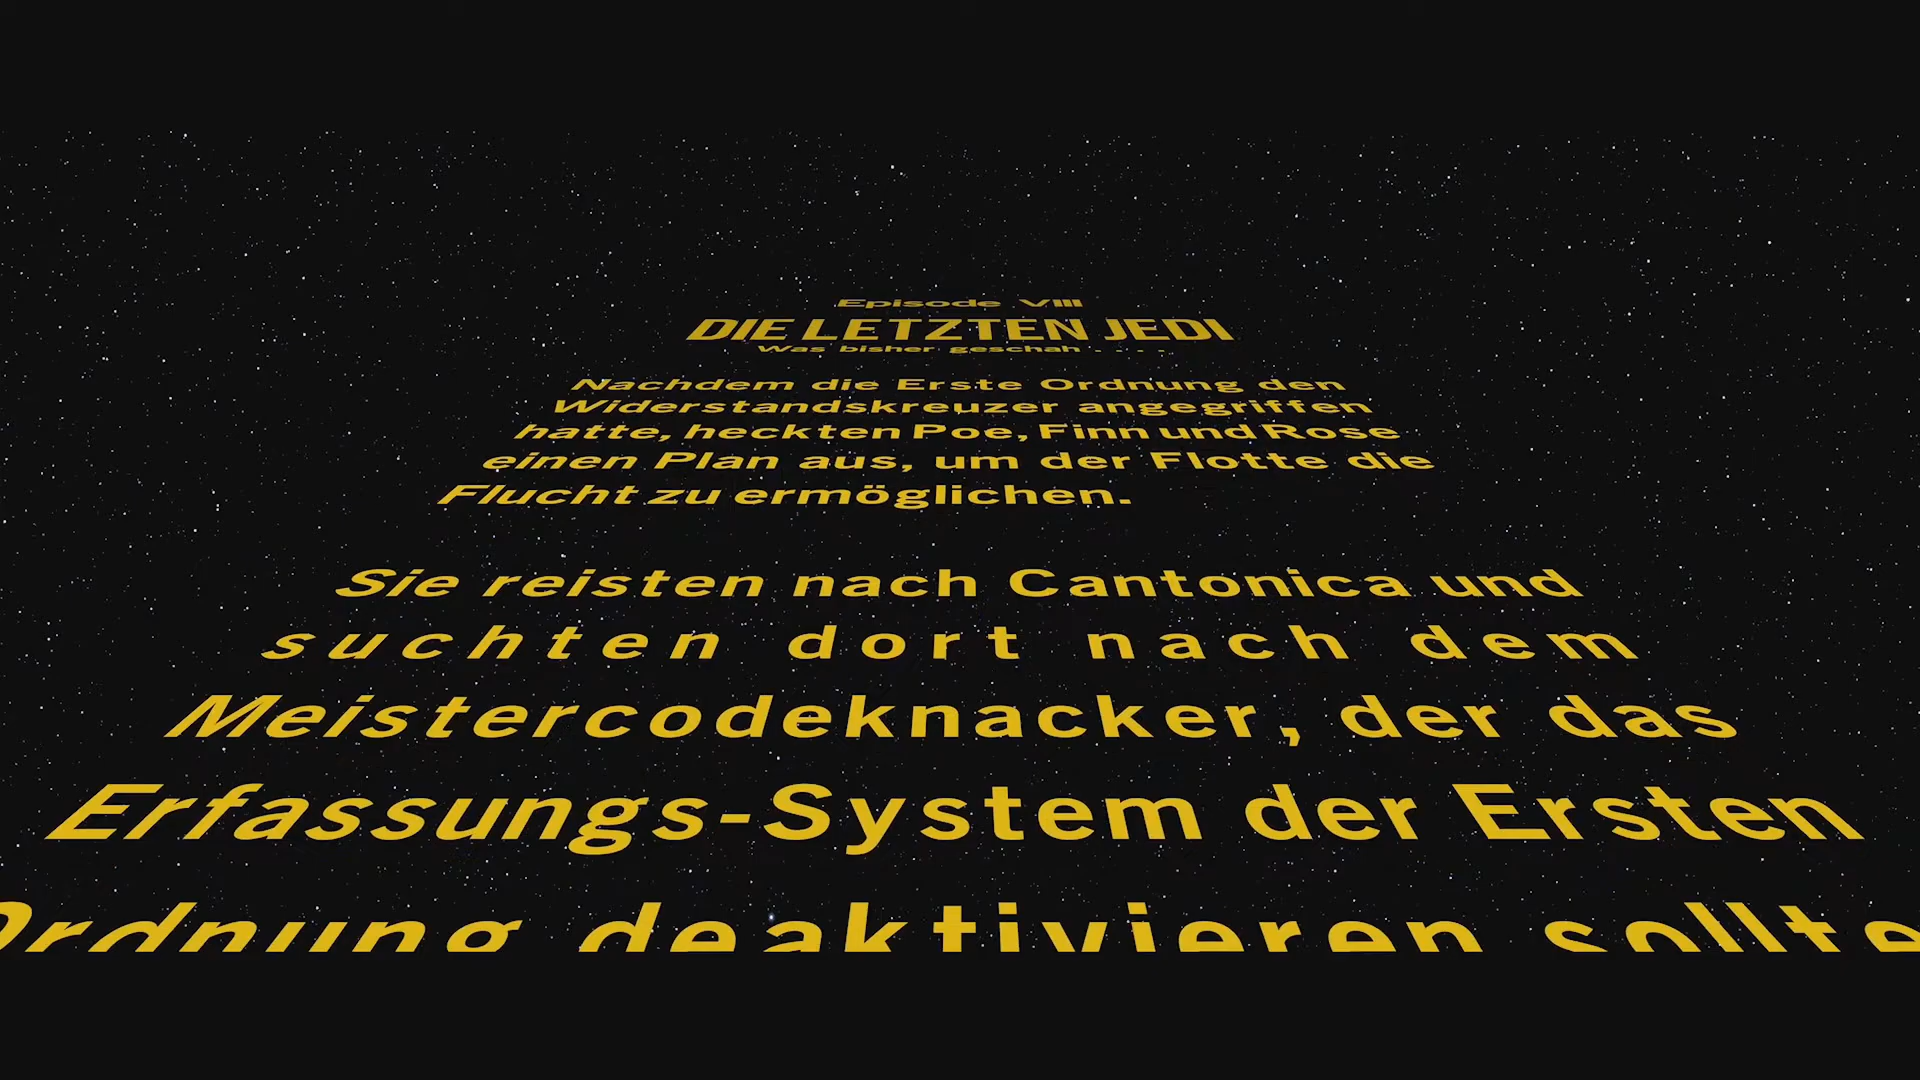 Episode VIII
DIE LETZTEN JEDI
Was bisher geschah . . . .
Nachdem die Erste Ordnung den
Widerstandskreuzer angegriffen
hatte, heckten Poe, Finn und Rose
einen Plan aus, um der Flotte die
Flucht zu ermöglichen.
Sie reisten nach Cantonica und
suchten dort nach dem
Meistercodeknacker, der das
Erfassungs-System der Ersten
Ordnung deaktivieren sollte